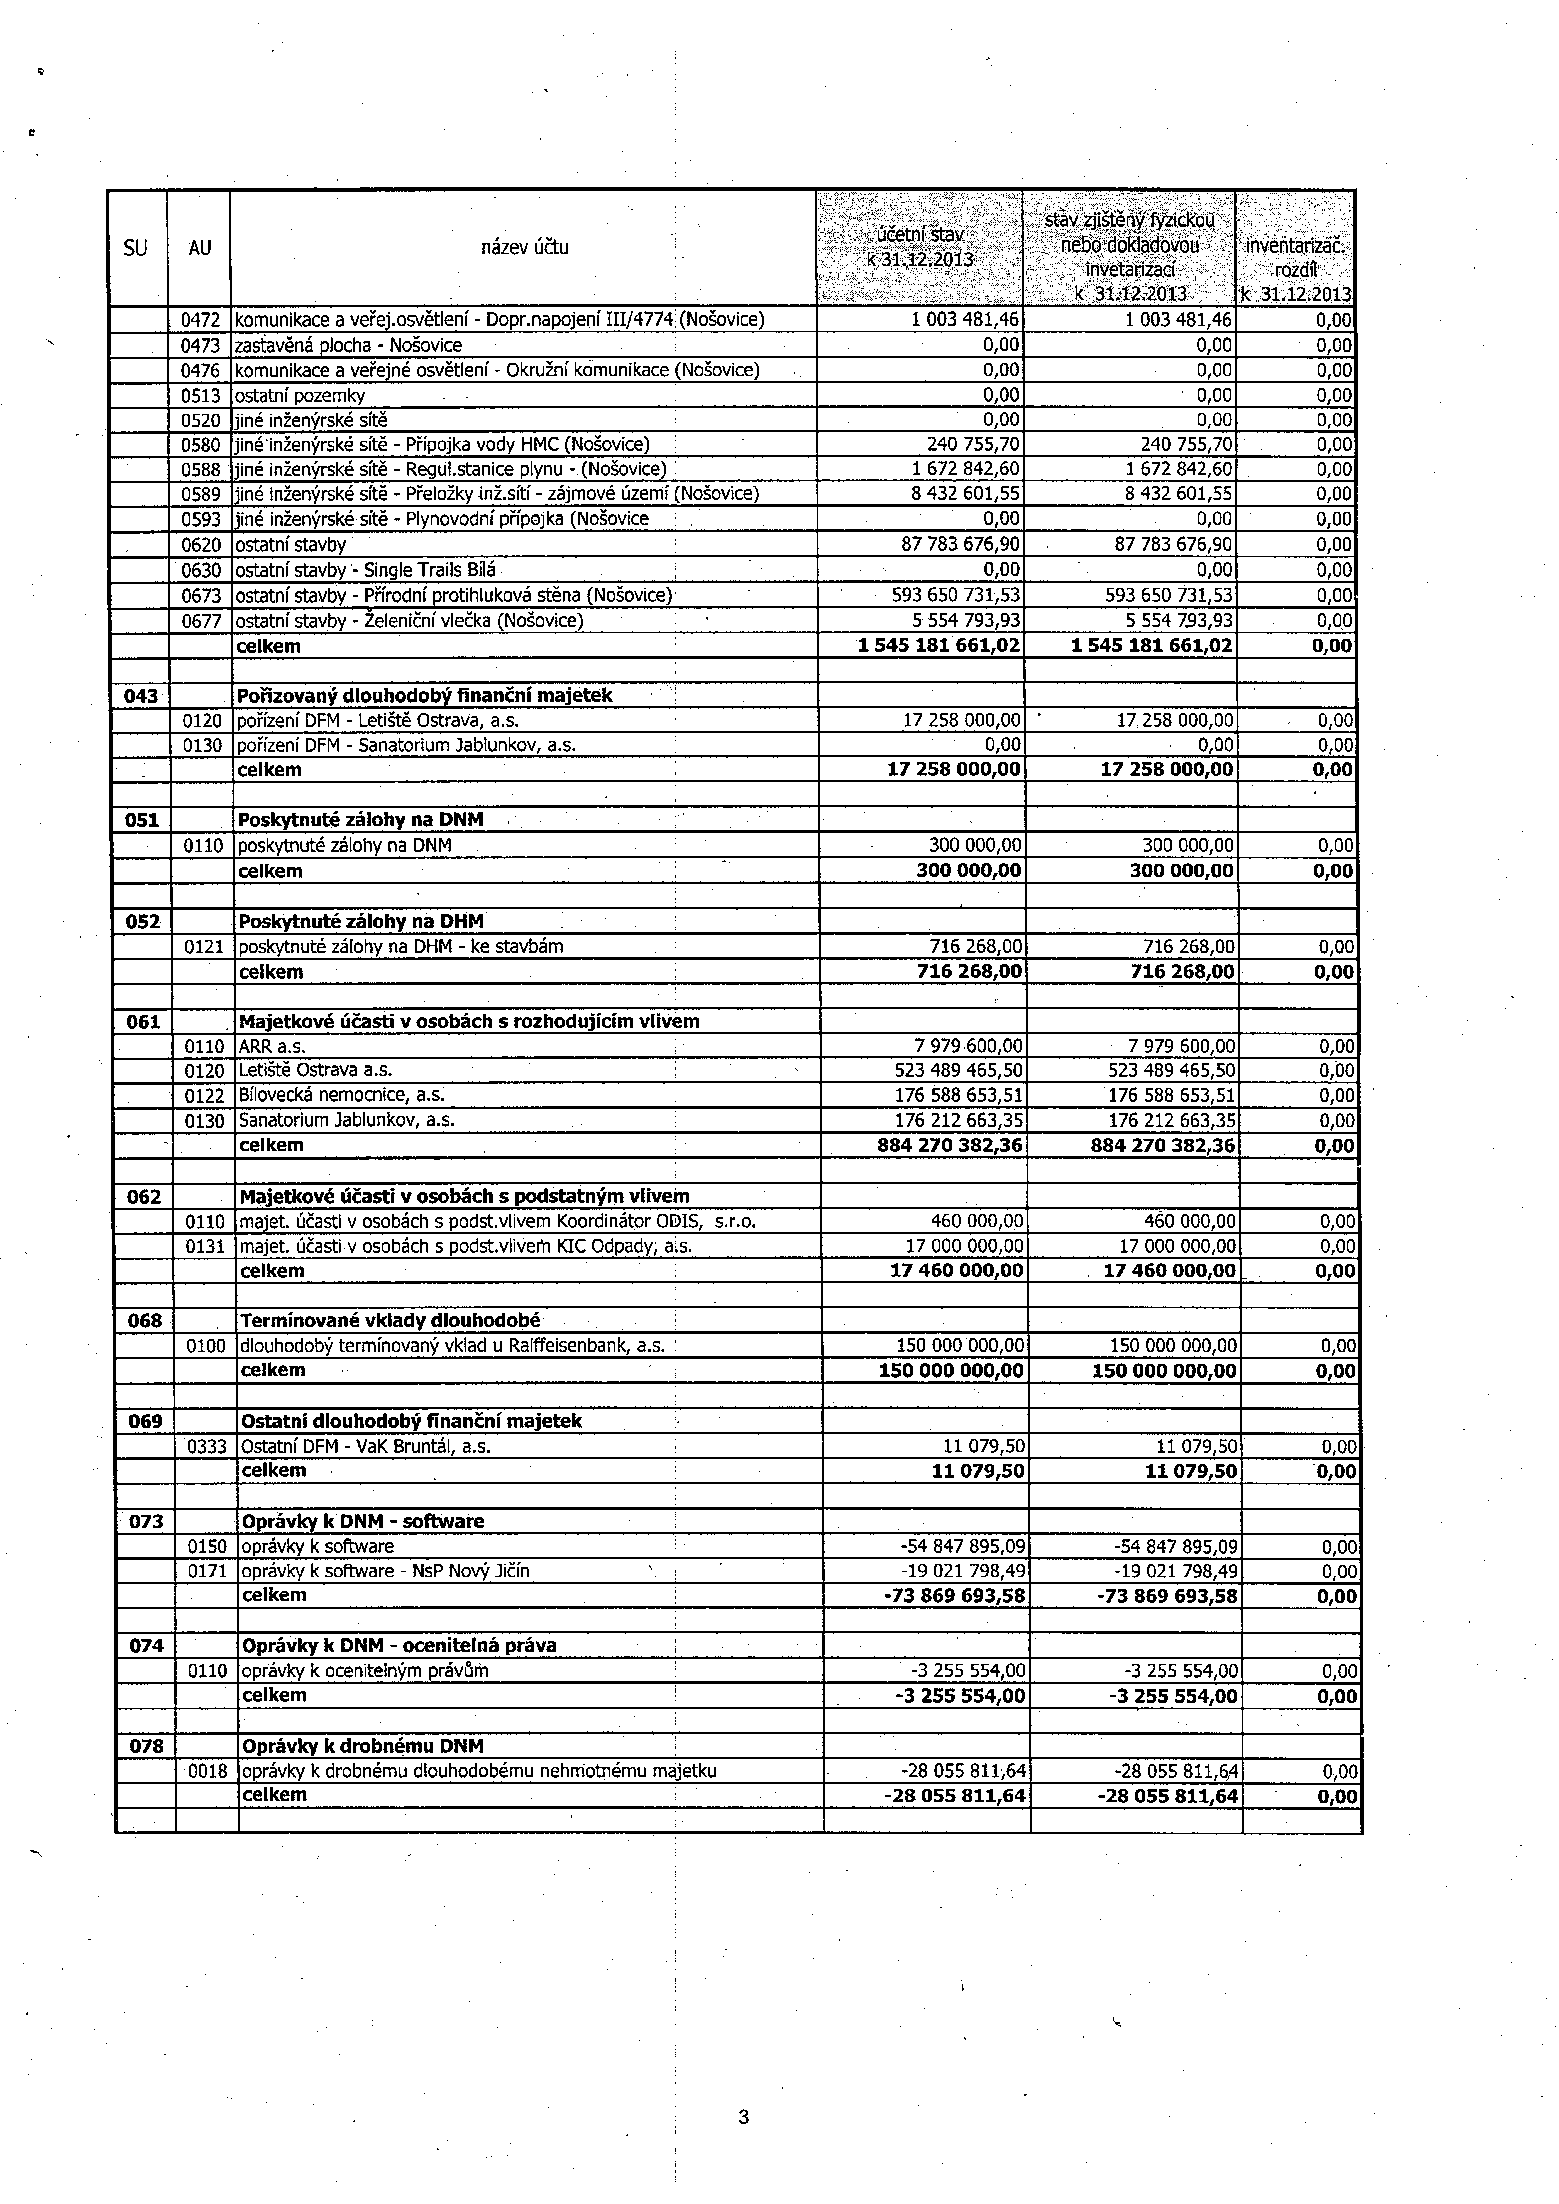 SU AU název účtu účetní stav k 31.12.2013 stav zjištěný fyzickou nebo dokladovou invetarizací k 31.12.2013 inventarizač. rozdíl k 31.12.2013
0472 komunikace a veřej.osvětlení - Dopr.napojení III/4774 (Nošovice) 1 003 481,46 1 003 481,46 0,00
0473 zastavěná plocha - Nošovice 0,00 0,00 0,00
0476 komunikace a veřejné osvětlení - Okružní komunikace (Nošovice) 0,00 0,00 0,00
0513 ostatní pozemky 0,00 0,00 0,00
0520 jiné inženýrské sítě 0,00 0,00 0,00
0580 jiné inženýrské sítě - Přípojka vody HMC (Nošovice) 240 755,70 240 755,70 0,00
0588 jiné inženýrské sítě - Regul.stanice plynu - (Nošovice) 1 672 842,60 1 672 842,60 0,00
0589 jiné inženýrské sítě - Přeložky inž.sítí - zájmové území (Nošovice) 8 432 601,55 8 432 601,55 0,00
0593 jiné inženýrské sítě - Plynovodní přípojka (Nošovice 0,00 0,00 0,00
0620 ostatní stavby 87 783 676,90 87 783 676,90 0,00
0630 ostatní stavby - Single Trails Bílá 0,00 0,00 0,00
0673 ostatní stavby - Přírodní protihluková stěna (Nošovice) 593 650 731,53 593 650 731,53 0,00
0677 ostatní stavby - Železniční vlečka (Nošovice) 5 554 793,93 5 554 793,93 0,00
celkem 1 545 181 661,02 1 545 181 661,02 0,00
043 Pořizovaný dlouhodobý finanční majetek
0120 pořízení DFM - Letiště Ostrava, a.s. 17 258 000,00 17 258 000,00 0,00
0130 pořízení DFM - Sanatorium Jablunkov, a.s. 0,00 0,00 0,00
celkem 17 258 000,00 17 258 000,00 0,00
051 Poskytnuté zálohy na DNM
0110 poskytnuté zálohy na DNM 300 000,00 300 000,00 0,00
celkem 300 000,00 300 000,00 0,00
052 Poskytnuté zálohy na DHM
0121 poskytnuté zálohy na DHM - ke stavbám 716 268,00 716 268,00 0,00
celkem 716 268,00 716 268,00 0,00
061 Majetkové účasti v osobách s rozhodujícím vlivem
0110 ARR a.s. 7 979 600,00 7 979 600,00 0,00
0120 Letiště Ostrava a.s. 523 489 465,50 523 489 465,50 0,00
0122 Bílovecká nemocnice, a.s. 176 588 653,51 176 588 653,51 0,00
0130 Sanatorium Jablunkov, a.s. 176 212 663,35 176 212 663,35 0,00
celkem 884 270 382,36 884 270 382,36 0,00
062 Majetkové účasti v osobách s podstatným vlivem
0110 majet. účasti v osobách s podst.vlivem Koordinátor ODIS, s.r.o. 460 000,00 460 000,00 0,00
0131 majet. účasti v osobách s podst.vlivem KIC Odpady, a.s. 17 000 000,00 17 000 000,00 0,00
celkem 17 460 000,00 17 460 000,00 0,00
068 Termínované vklady dlouhodobé
0100 dlouhodobý termínovaný vklad u Raiffeisenbank, a.s. 150 000 000,00 150 000 000,00 0,00
celkem 150 000 000,00 150 000 000,00 0,00
069 Ostatní dlouhodobý finanční majetek
0333 Ostatní DFM - VaK Bruntál, a.s. 11 079,50 11 079,50 0,00
celkem 11 079,50 11 079,50 0,00
073 Oprávky k DNM - software
0150 oprávky k software -54 847 895,09 -54 847 895,09 0,00
0171 oprávky k software - NsP Nový Jičín -19 021 798,49 -19 021 798,49 0,00
celkem -73 869 693,58 -73 869 693,58 0,00
074 Oprávky k DNM - ocenitelná práva
0110 oprávky k ocenitelným právům -3 255 554,00 -3 255 554,00 0,00
celkem -3 255 554,00 -3 255 554,00 0,00
078 Oprávky k drobnému DNM
0018 oprávky k drobnému dlouhodobému nehmotnému majetku -28 055 811,64 -28 055 811,64 0,00
celkem -28 055 811,64 -28 055 811,64 0,00
3